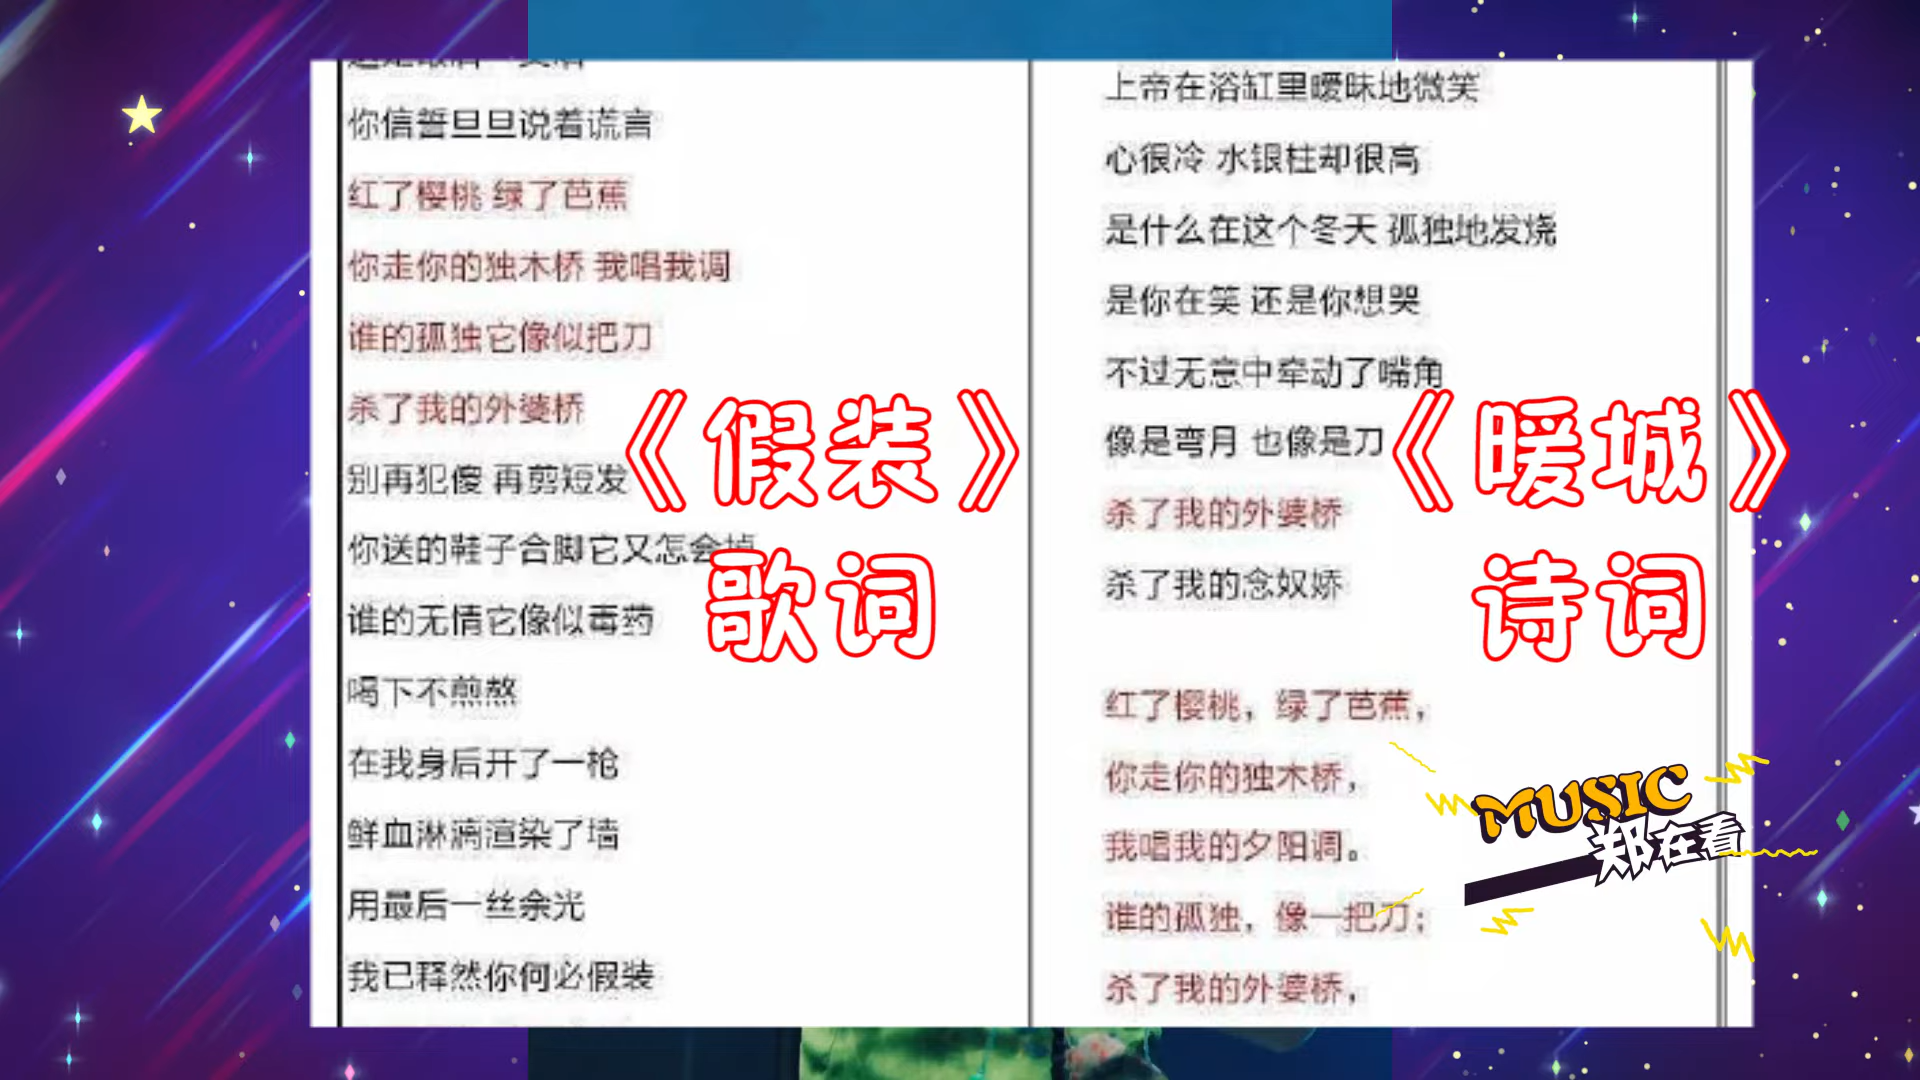 你信誓旦旦说着谎言
红了樱桃 绿了芭蕉
你走你的独木桥 我唱我调
谁的孤独它像似把刀
杀了我的外婆桥
别再犯傻 再剪短发
你送的鞋子合脚它又怎会掉
谁的无情它像似毒药
喝下不煎熬
在我身后开了一枪
鲜血淋漓渲染了墙
用最后一丝余光
我已释然你何必假装
《假装》
歌词
上帝在浴缸里暧昧地微笑
心很冷 水银柱却很高
是什么在这个冬天 孤独地发烧
是你在笑 还是你想哭
不过无意中牵动了嘴角
像是弯月 也像是刀
杀了我的外婆桥
杀了我的念奴娇
红了樱桃，绿了芭蕉，
你走你的独木桥，
我唱我的夕阳调。
谁的孤独，像一把刀；
杀了我的外婆桥，
《暖城》
诗词
MUSIC
郑在看